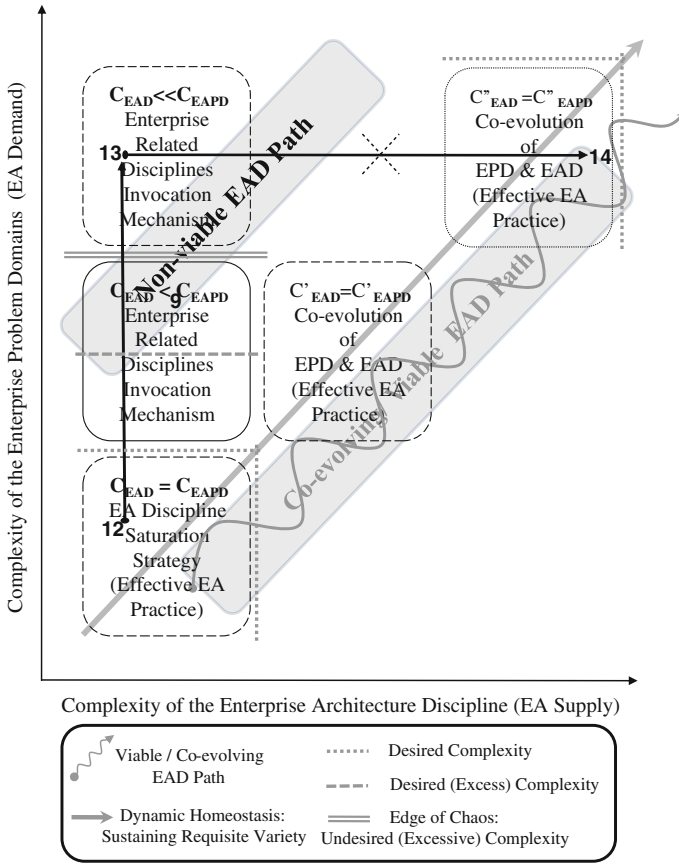 Complexity of the Enterprise Problem Domains (EA Demand)
C_EAD<<C_EAPD
Enterprise
Related
Disciplines
Invocation
Mechanism
13
Non-viable EAD Path
C''_EAD =C''_EAPD
Co-evolution
of
EPD & EAD
(Effective EA
Practice)
14
C_EAD <C_EAPD
9
Enterprise
Related
Disciplines
Invocation
Mechanism
C'_EAD=C'_EAPD
Co-evolution
of
EPD & EAD
(Effective EA
Practice)
Co-evolving viable EAD Path
C_EAD = C_EAPD
EA Discipline
12
Saturation
Strategy
(Effective EA
Practice)
Complexity of the Enterprise Architecture Discipline (EA Supply)
Viable / Co-evolving
EAD Path
Desired Complexity
Desired (Excess) Complexity
Dynamic Homeostasis:
Sustaining Requisite Variety
Edge of Chaos:
Undesired (Excessive) Complexity